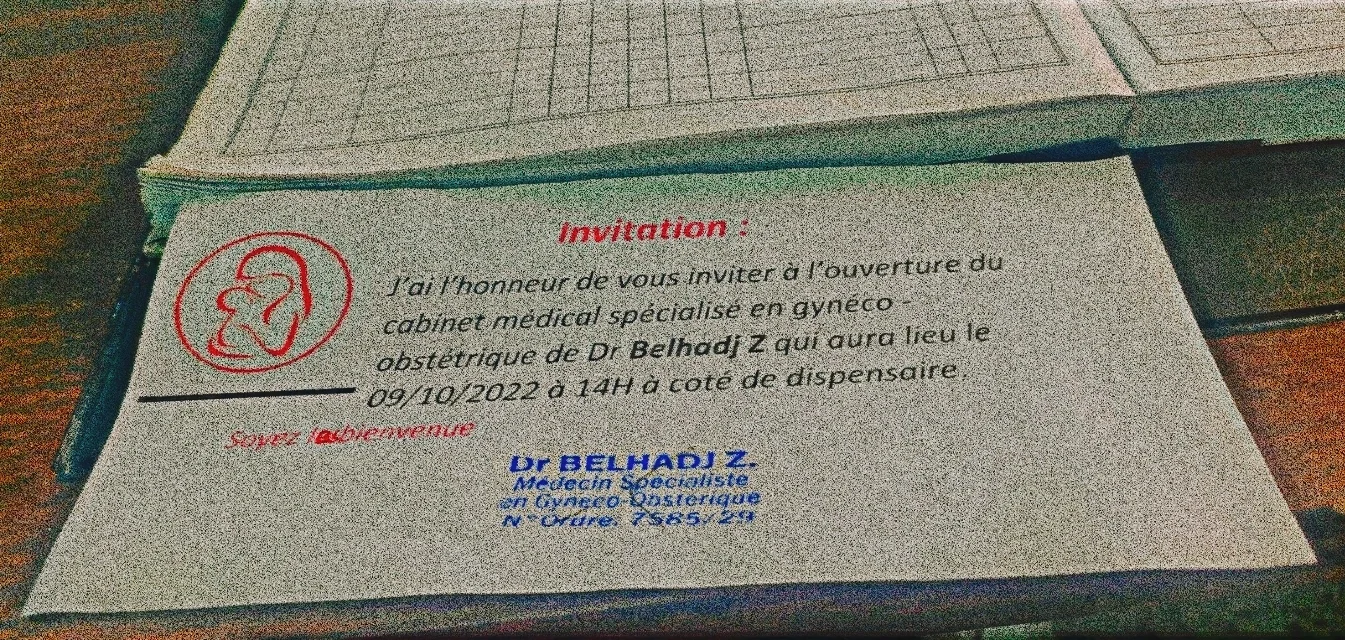 Invitation :
J'ai l'honneur de vous inviter à l'ouverture du
cabinet médical spécialisé en gynéco -
obstétrique de Dr Belhadj Z qui aura lieu le
09/10/2022 à 14H à coté de dispensaire.
Soyez les bienvenue
Dr BELHADJ Z.
Médecin Spécialiste
en Gynéco-Obstérique
N° Ordre: 7585/29